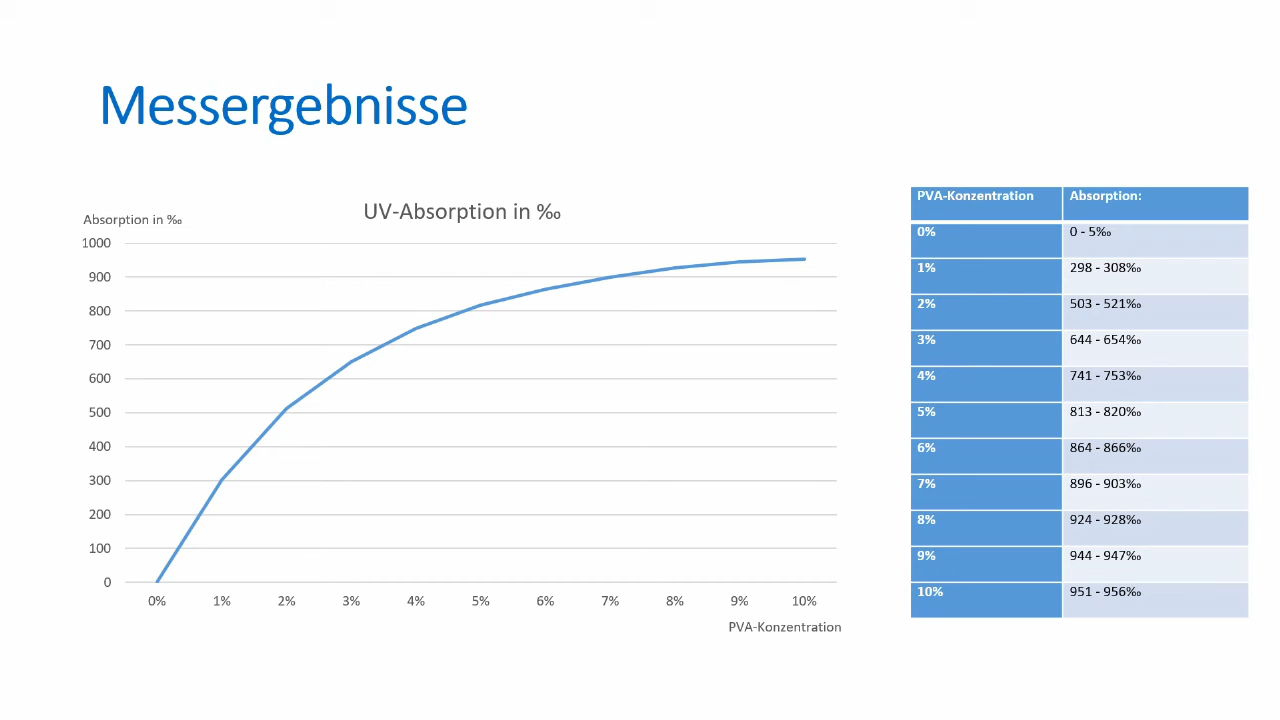 Messergebnisse
UV-Absorption in ‰
Absorption in ‰
1000
900
800
700
600
500
400
300
200
100
0
0% 1% 2% 3% 4% 5% 6% 7% 8% 9% 10%
PVA-Konzentration
PVA-Konzentration Absorption:
0% 0 - 5‰
1% 298 - 308‰
2% 503 - 521‰
3% 644 - 654‰
4% 741 - 753‰
5% 813 - 820‰
6% 864 - 866‰
7% 896 - 903‰
8% 924 - 928‰
9% 944 - 947‰
10% 951 - 956‰